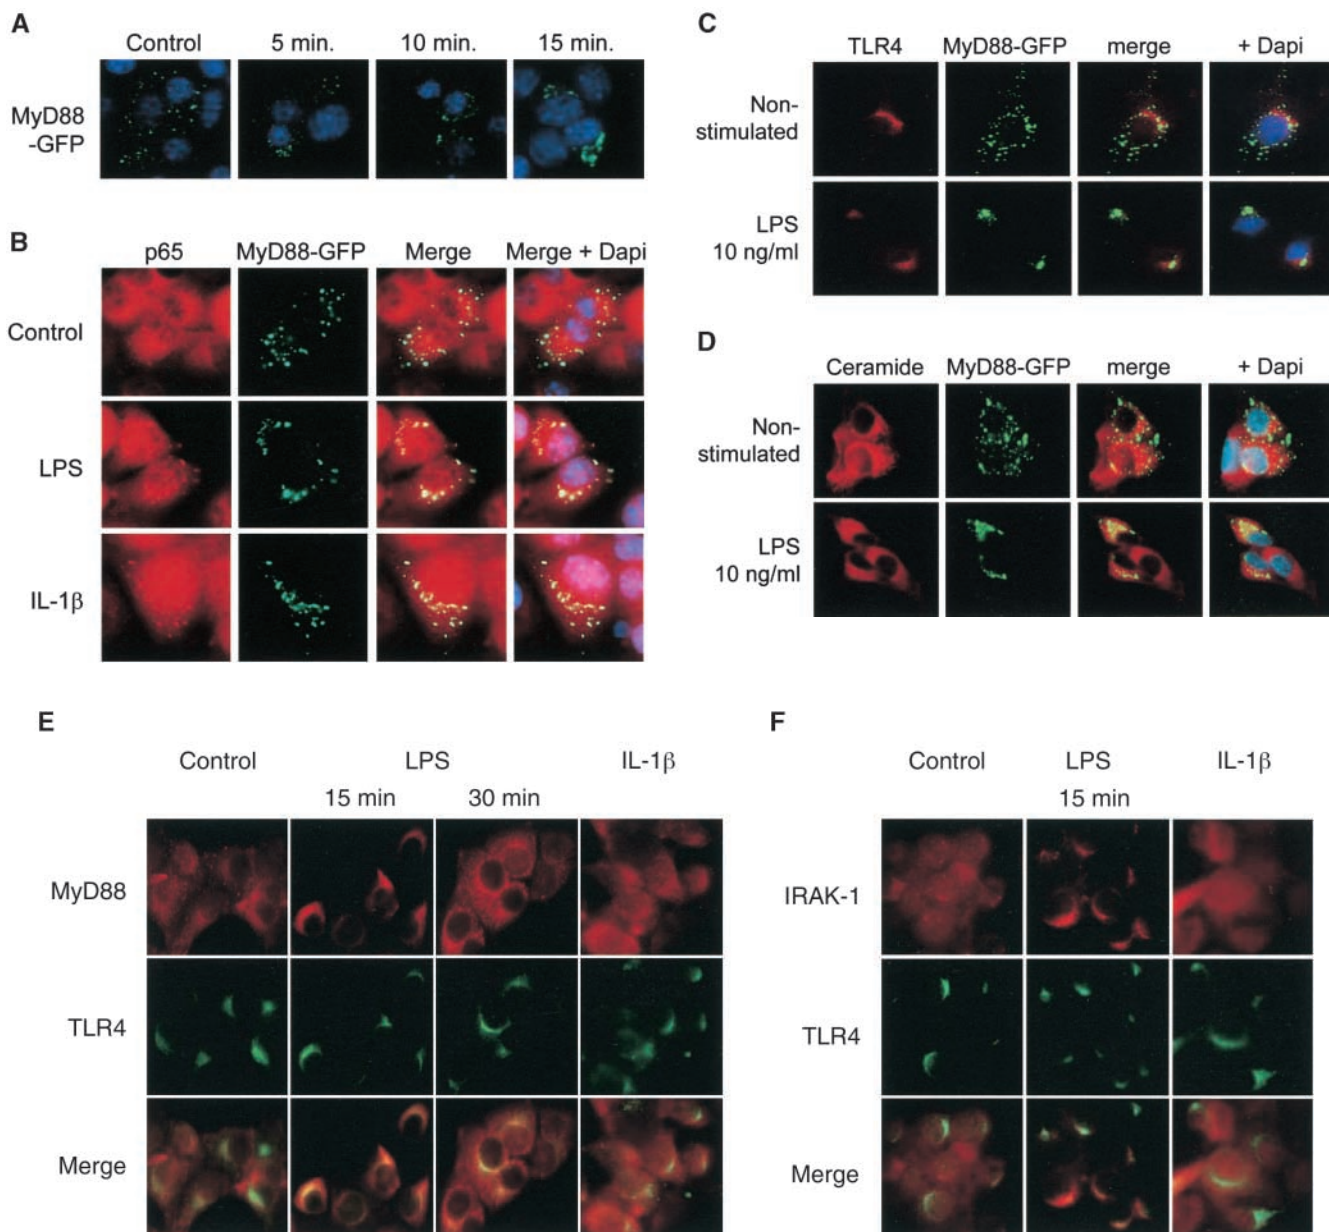 A
Control 5 min. 10 min. 15 min.
MyD88
-GFP
B
p65 MyD88-GFP Merge Merge + Dapi
Control
LPS
IL-1β
C
TLR4 MyD88-GFP merge + Dapi
Non-
stimulated
LPS
10 ng/ml
D
Ceramide MyD88-GFP merge + Dapi
Non-
stimulated
LPS
10 ng/ml
E
Control LPS IL-1β
15 min 30 min
MyD88
TLR4
Merge
F
Control LPS IL-1β
15 min
IRAK-1
TLR4
Merge